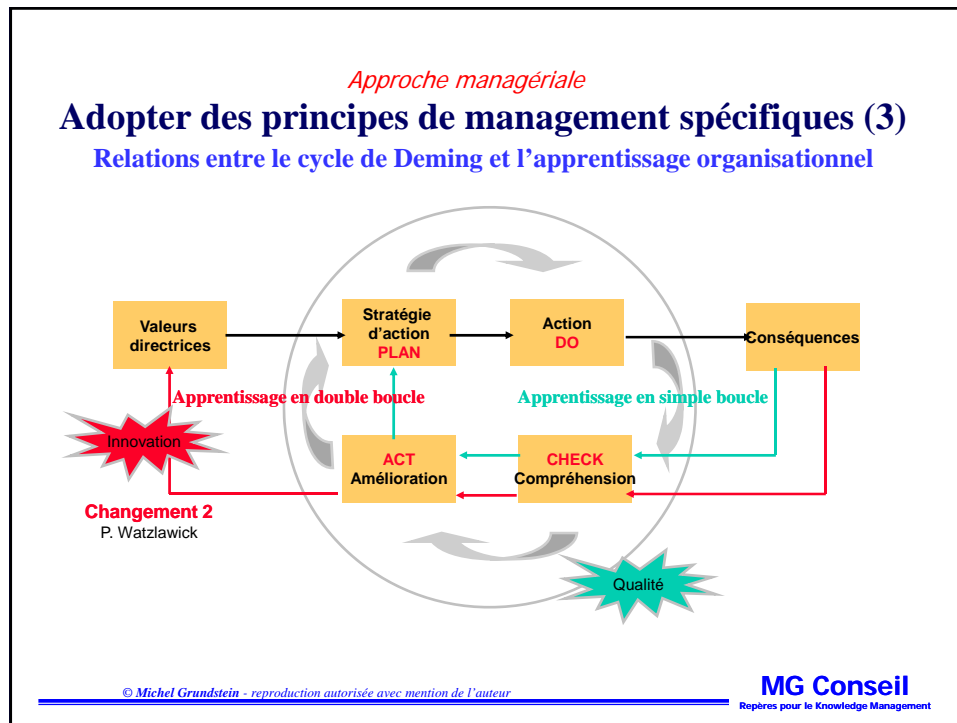 Approche managériale
Adopter des principes de management spécifiques (3)
Relations entre le cycle de Deming et l'apprentissage organisationnel
Valeurs
directrices
Stratégie
d'action
PLAN
Action
DO
Conséquences
Apprentissage en double boucle
Apprentissage en simple boucle
Innovation
ACT
Amélioration
CHECK
Compréhension
Changement 2
P. Watzlawick
Qualité
© Michel Grundstein - reproduction autorisée avec mention de l'auteur
MG Conseil
Repères pour le Knowledge Management